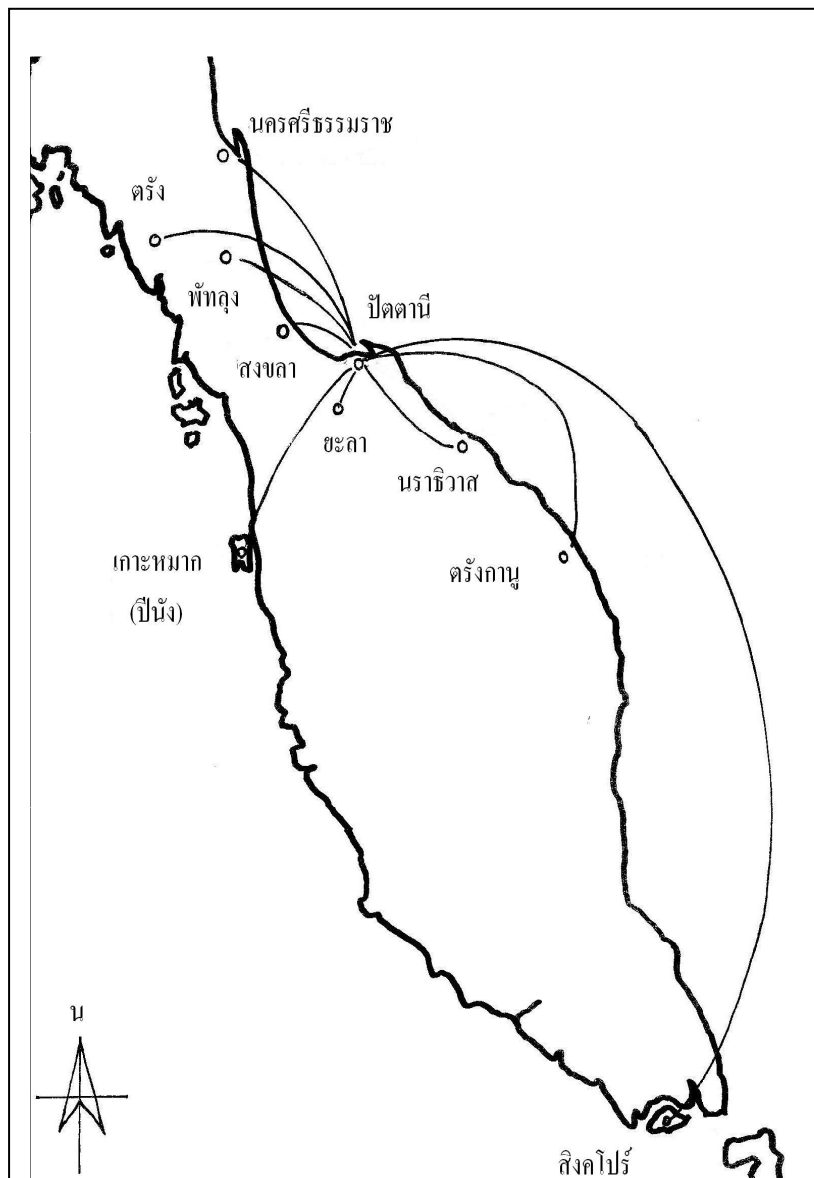 นครศรีธรรมราช
ตรัง
พัทลุง
ปัตตานี
สงขลา
ยะลา
นราธิวาส
เกาะหมาก
(ปีนัง)
ตรังกานู
น
สิงคโปร์